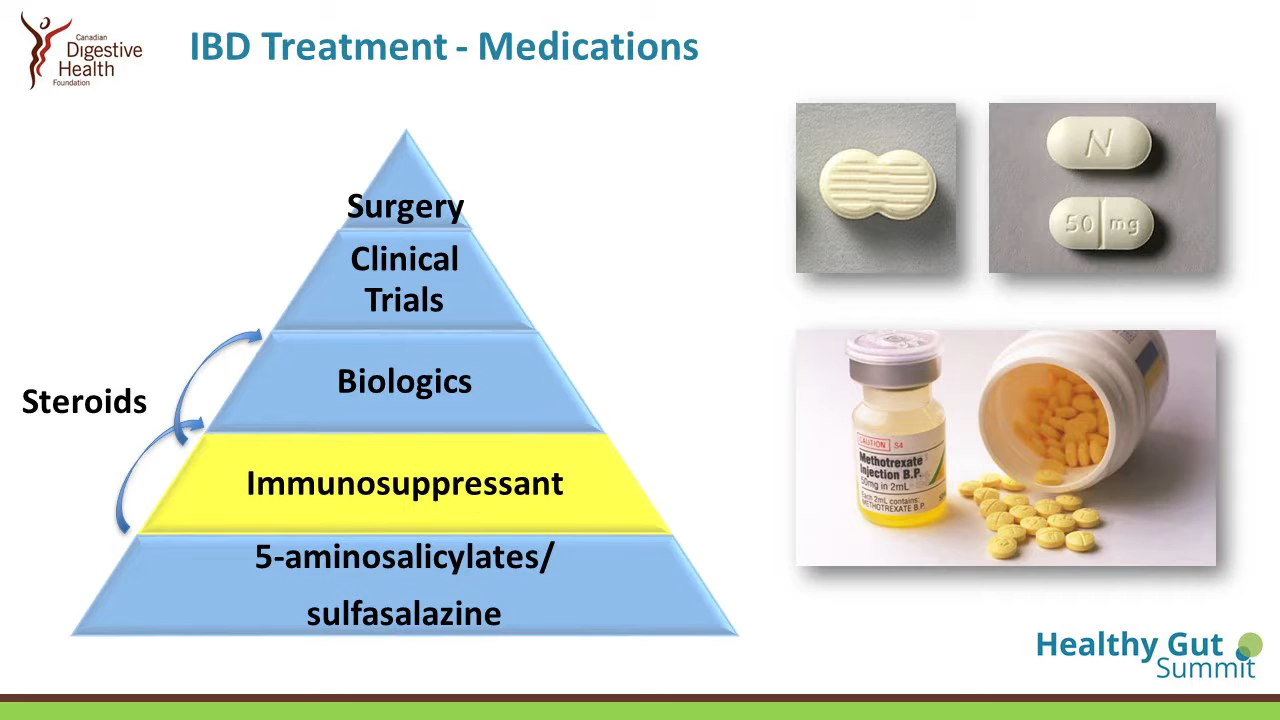 Canadian
Digestive
Health
Foundation
IBD Treatment - Medications
Surgery
Clinical
Trials
Biologics
Steroids
Immunosuppressant
5-aminosalicylates/
sulfasalazine
N
50 mg
CAUTION S4
Methotrexate
Injection B.P.
50mg in 2mL
Each 2mL contains:
METHOTREXATE B.P.
Healthy Gut
Summit